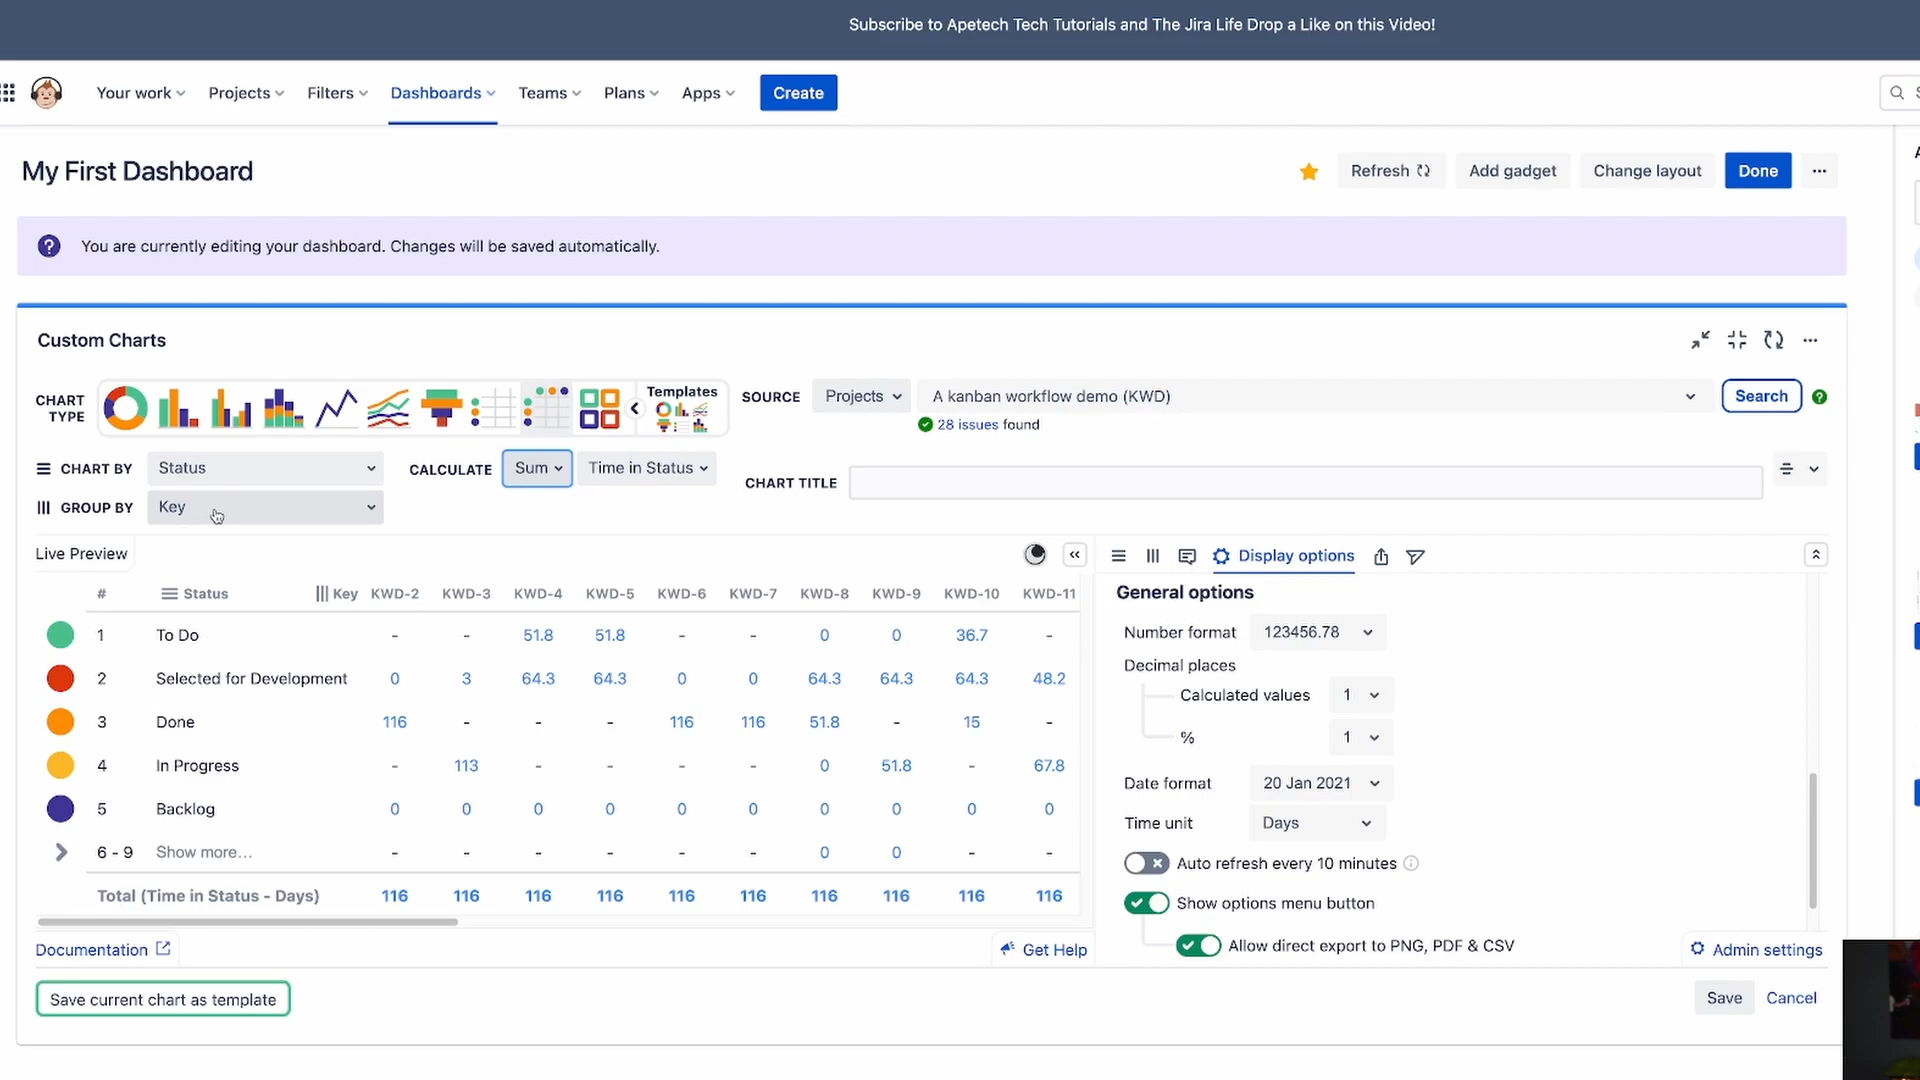 Subscribe to Apetech Tech Tutorials and The Jira Life Drop a Like on this Video!
Your work Projects Filters Dashboards Teams Plans Apps Create
My First Dashboard Refresh Add gadget Change layout Done
You are currently editing your dashboard. Changes will be saved automatically.
Custom Charts
CHART TYPE Templates SOURCE Projects A kanban workflow demo (KWD) Search
28 issues found
CHART BY Status CALCULATE Sum Time in Status CHART TITLE
GROUP BY Key
Live Preview Display options
# Status Key KWD-2 KWD-3 KWD-4 KWD-5 KWD-6 KWD-7 KWD-8 KWD-9 KWD-10 KWD-11
1 To Do - - 51.8 51.8 - - 0 0 36.7 -
2 Selected for Development 0 3 64.3 64.3 0 0 64.3 64.3 64.3 48.2
3 Done 116 - - - 116 116 51.8 - 15 -
4 In Progress - 113 - - - - 0 51.8 - 67.8
5 Backlog 0 0 0 0 0 0 0 0 0 0
6 - 9 Show more... - - - - - - 0 0 - -
Total (Time in Status - Days) 116 116 116 116 116 116 116 116 116 116
General options
Number format 123456.78
Decimal places
Calculated values 1
% 1
Date format 20 Jan 2021
Time unit Days
Auto refresh every 10 minutes
Show options menu button
Allow direct export to PNG, PDF & CSV
Documentation Get Help Admin settings
Save current chart as template Save Cancel